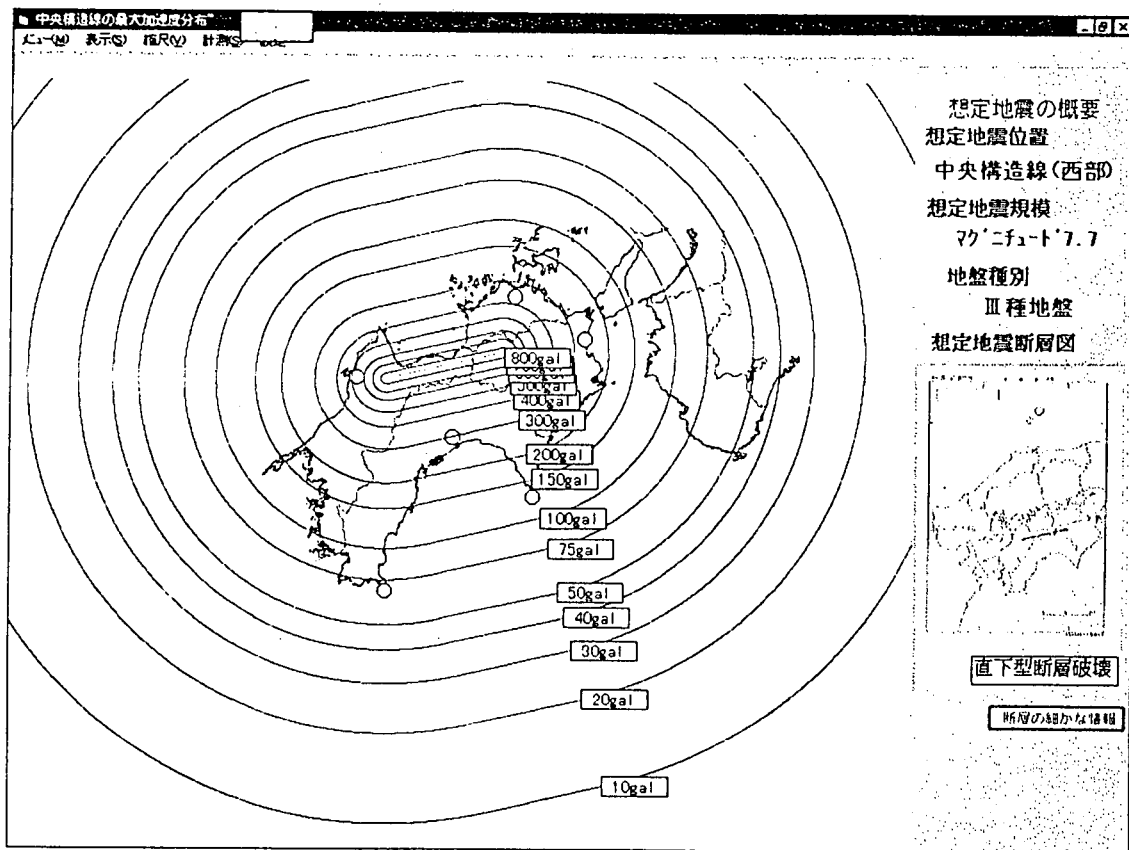 中央構造線の最大加速度分布
メニュー(M) 表示(S) 縮尺(V) 計測(S)
想定地震の概要
想定地震位置
中央構造線(西部)
想定地震規模
マグニチュード7.7
地盤種別
Ⅲ種地盤
想定地震断層図
800gal
400gal
300gal
200gal
150gal
100gal
75gal
50gal
40gal
30gal
20gal
10gal
直下型断層破壊
断層の細かな情報